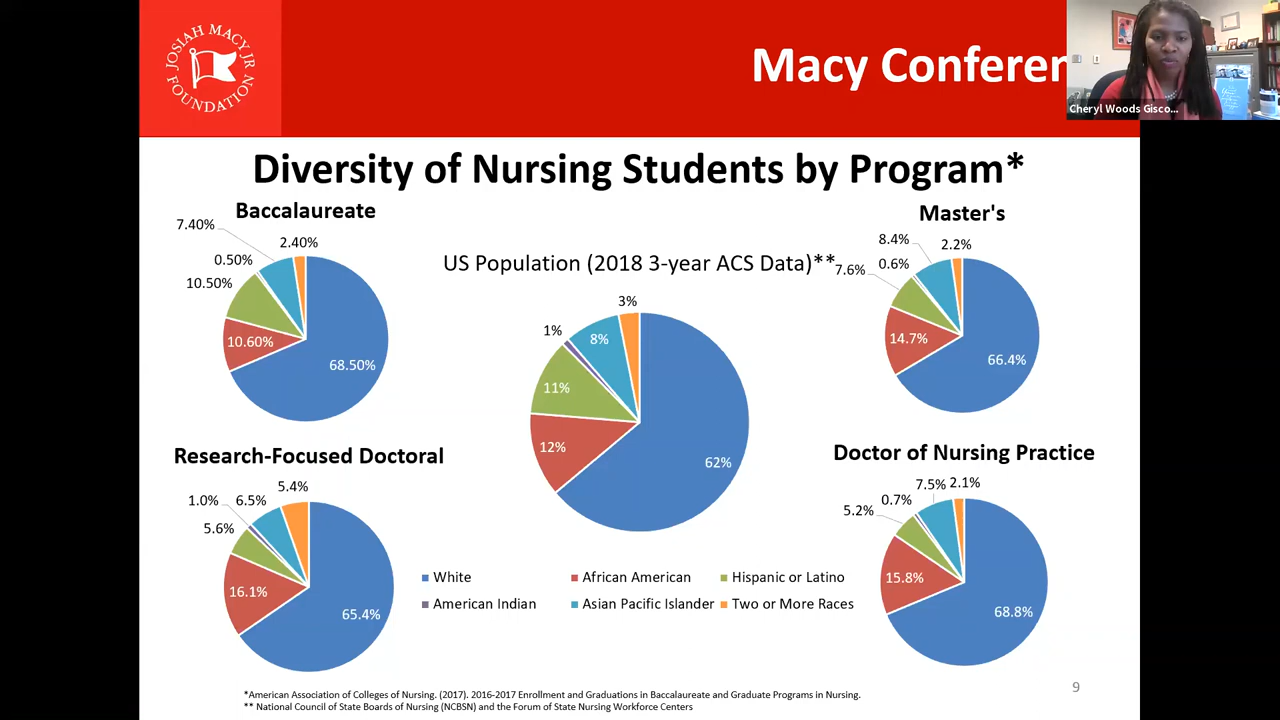 JOSIAH MACY JR
FOUNDATION
Macy Conferen
Cheryl Woods Gisco...
Diversity of Nursing Students by Program*
Baccalaureate
7.40%
2.40%
0.50%
10.50%
10.60%
68.50%
US Population (2018 3-year ACS Data)**
3%
1%
8%
11%
12%
62%
Master's
8.4%
2.2%
7.6%
0.6%
14.7%
66.4%
Research-Focused Doctoral
5.4%
1.0%
6.5%
5.6%
16.1%
65.4%
Doctor of Nursing Practice
7.5%
2.1%
0.7%
5.2%
15.8%
68.8%
White
African American
Hispanic or Latino
American Indian
Asian Pacific Islander
Two or More Races
9
*American Association of Colleges of Nursing. (2017). 2016-2017 Enrollment and Graduations in Baccalaureate and Graduate Programs in Nursing.
** National Council of State Boards of Nursing (NCBSN) and the Forum of State Nursing Workforce Centers